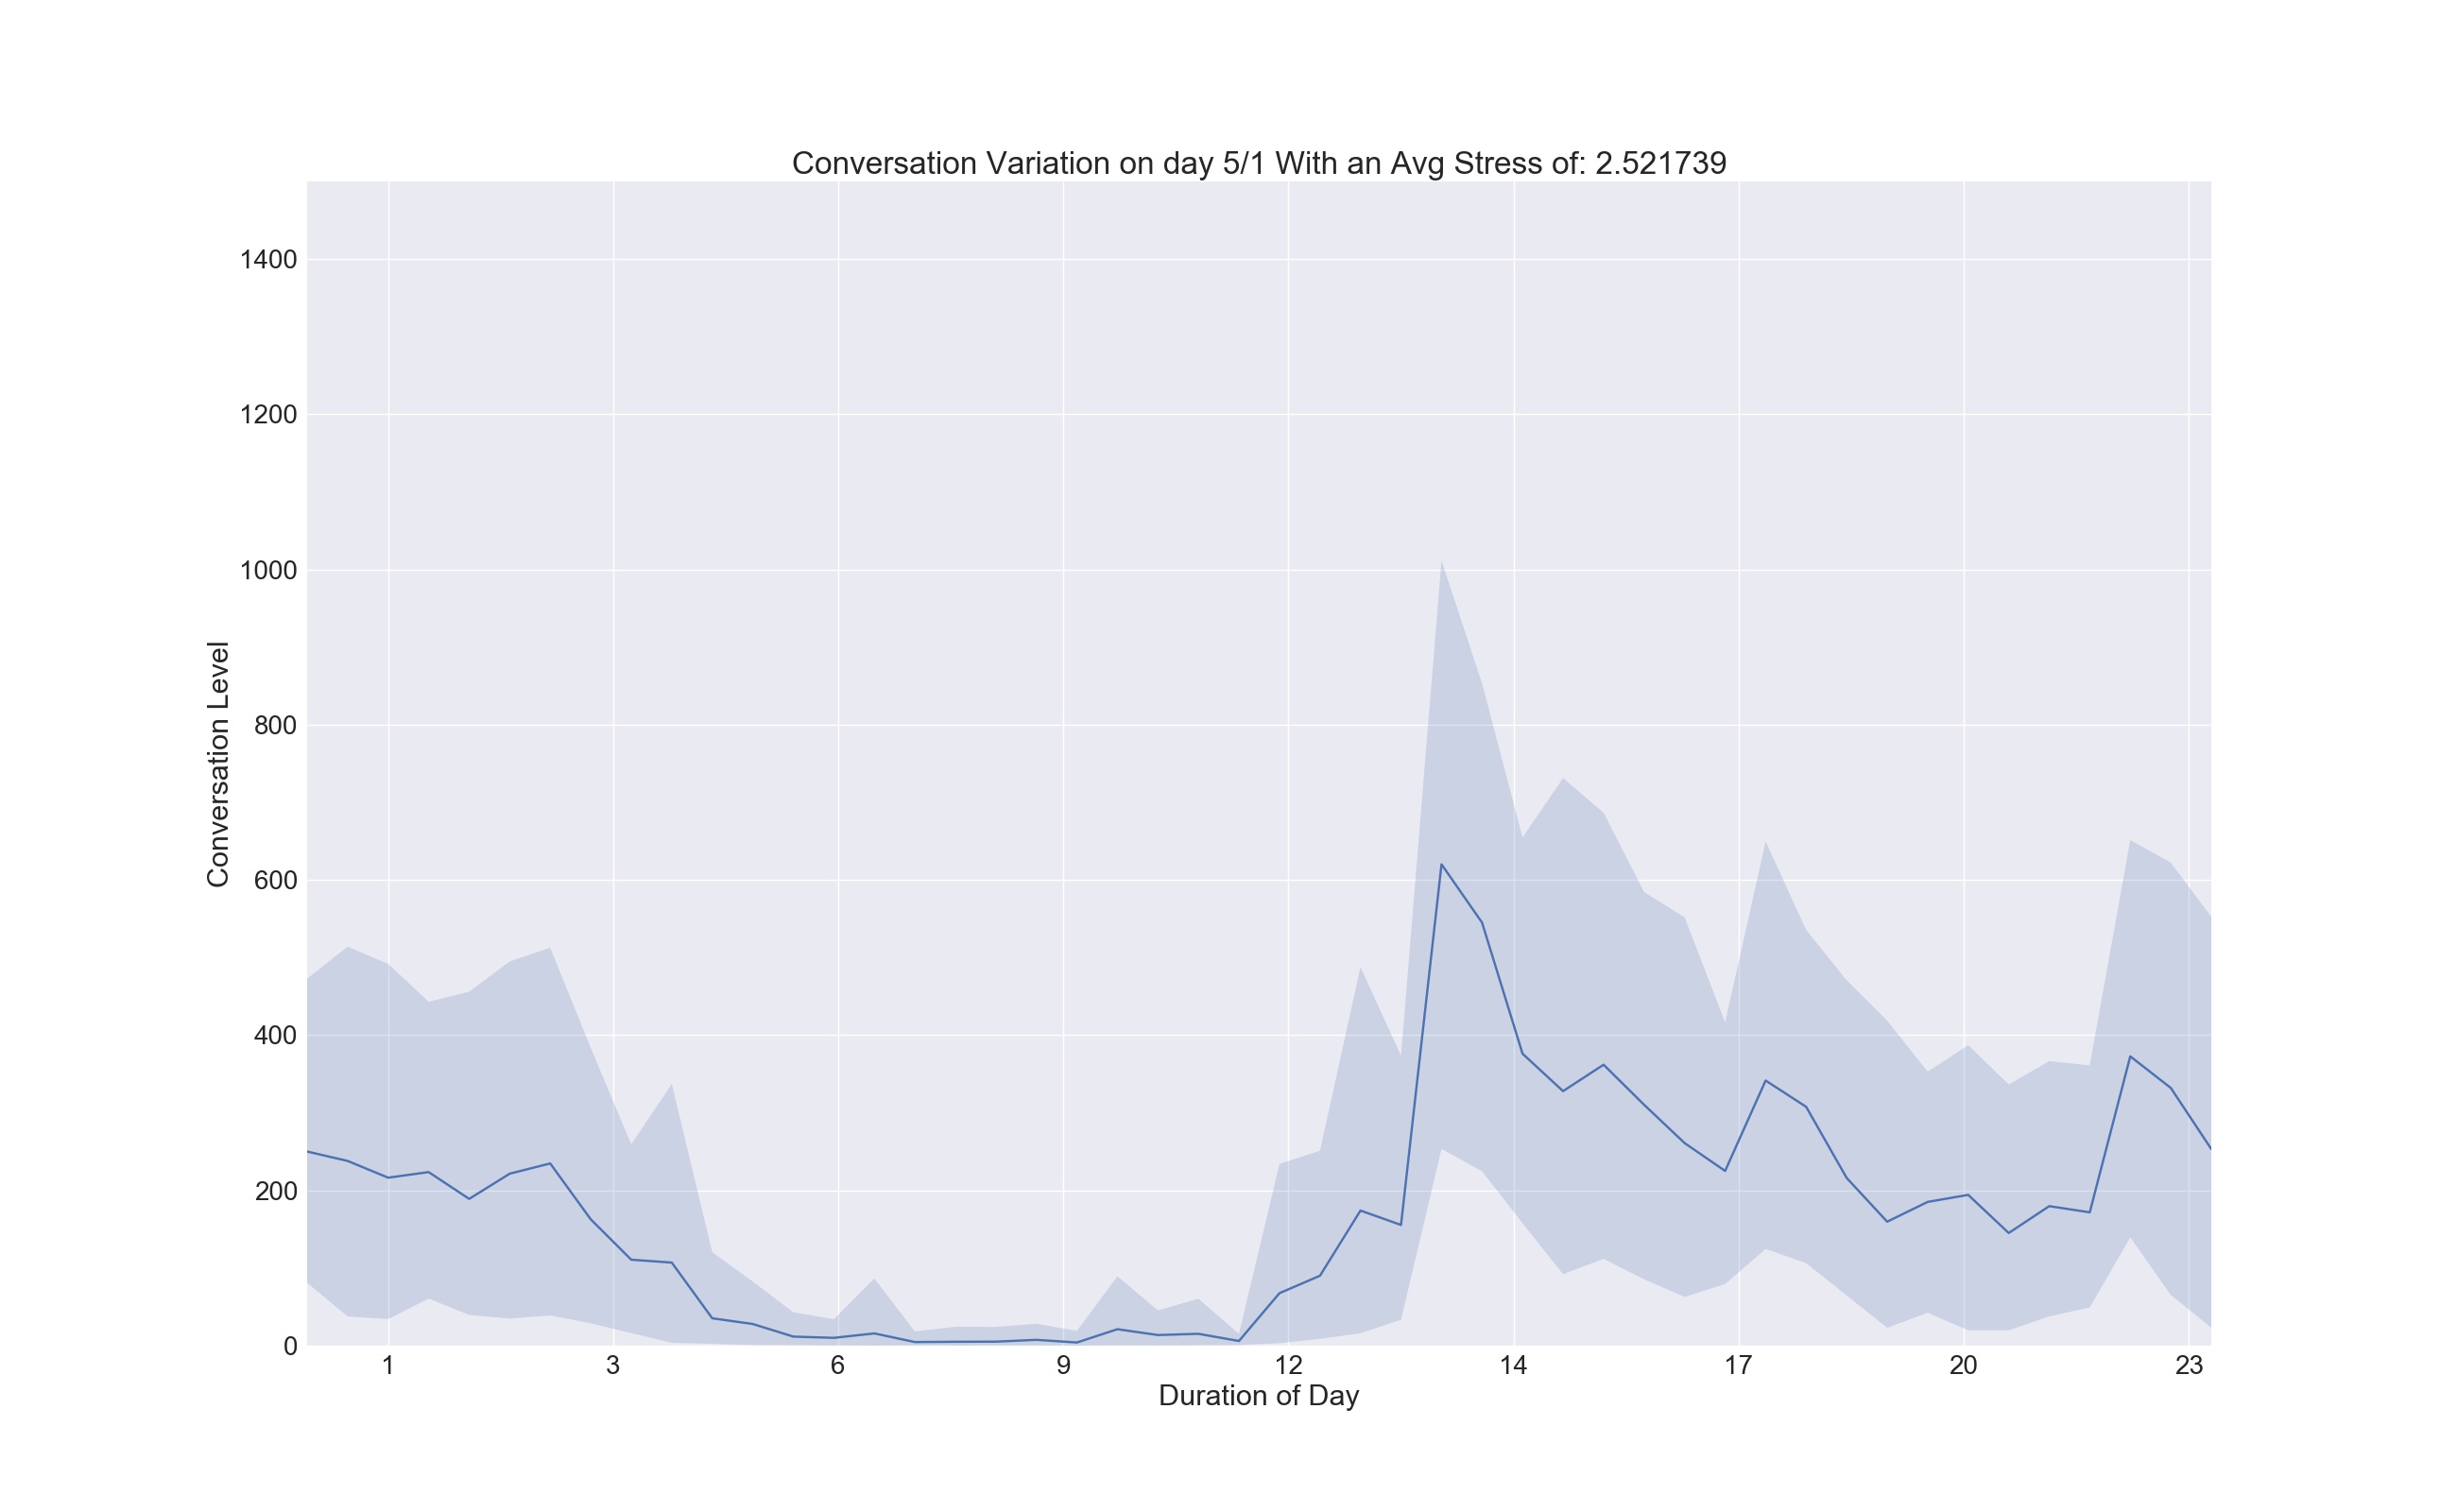 Conversation Variation on day 5/1 With an Avg Stress of: 2.521739
1400
1200
1000
800
600
400
200
0
Conversation Level
1 3 6 9 12 14 17 20 23
Duration of Day